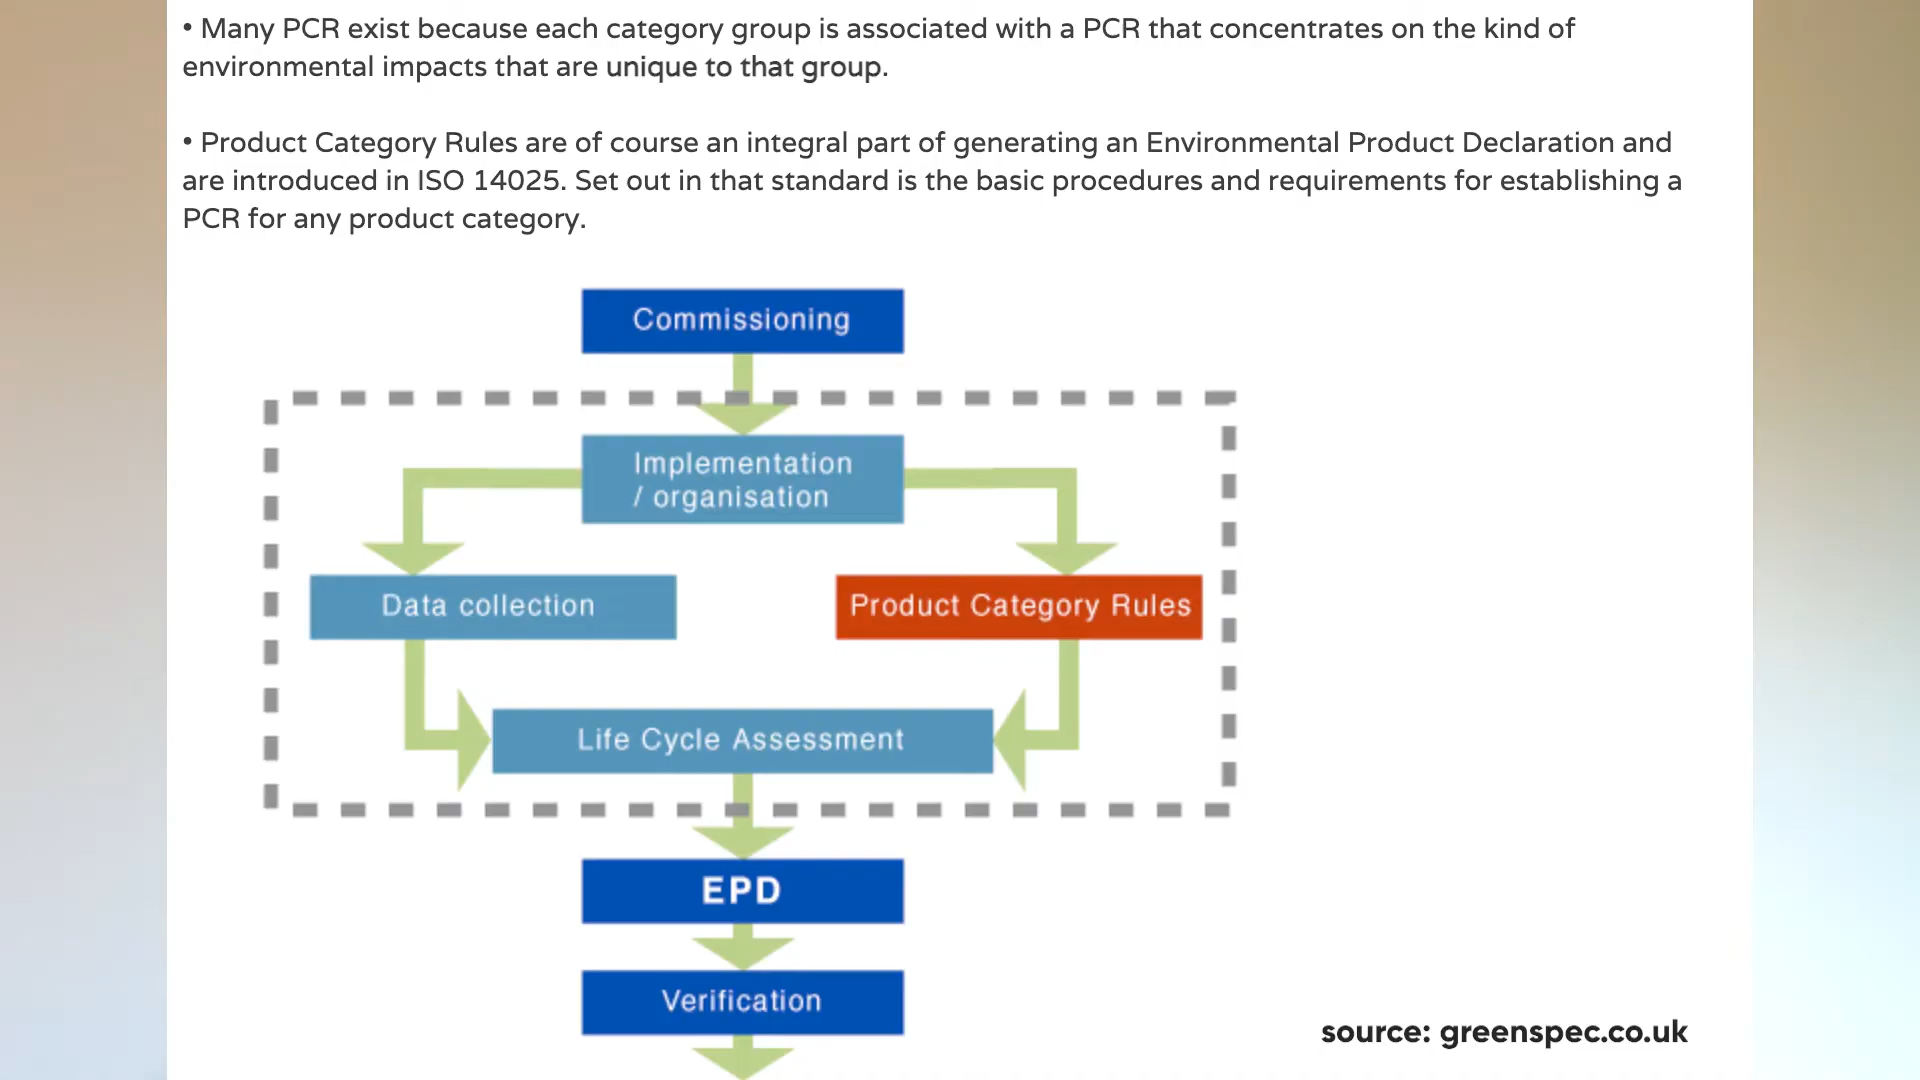 • Many PCR exist because each category group is associated with a PCR that concentrates on the kind of
environmental impacts that are unique to that group.
• Product Category Rules are of course an integral part of generating an Environmental Product Declaration and
are introduced in ISO 14025. Set out in that standard is the basic procedures and requirements for establishing a
PCR for any product category.
Commissioning
Implementation
/ organisation
Data collection
Product Category Rules
Life Cycle Assessment
EPD
Verification
source: greenspec.co.uk